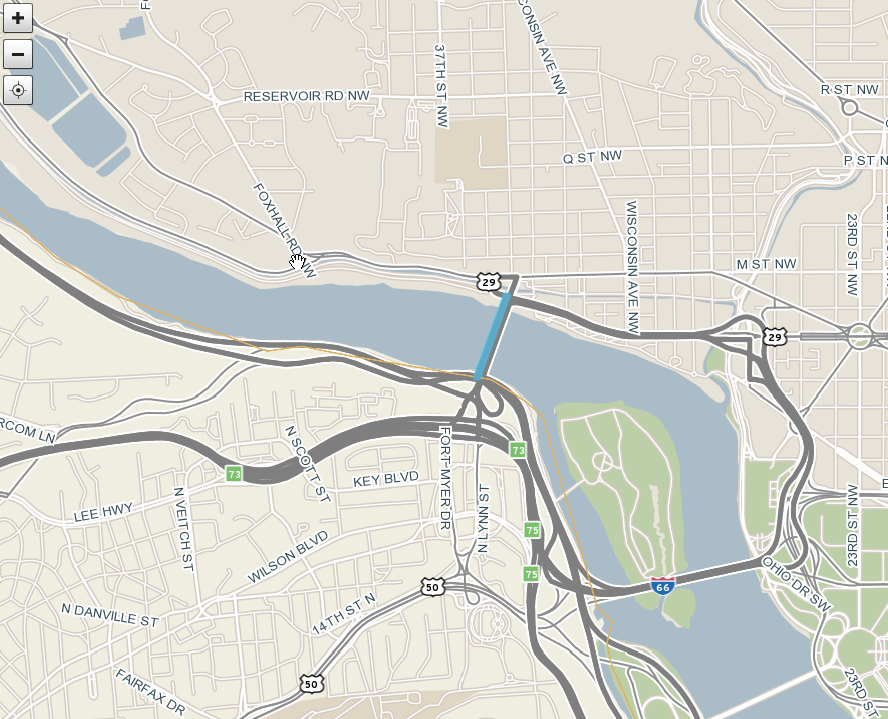 +
−
F
RESERVOIR RD NW
37TH ST NW
CONSIN AVE NW
R ST NW
Q ST NW
P ST N
FOXHALL RD NW
WISCONSIN AVE NW
23RD ST NW
M ST NW
29
29
RCOM LN
N SCOTT ST
FORT MYER DR
73
73
KEY BLVD
N LYNN ST
N VEITCH ST
LEE HWY
E
23RD ST NW
WILSON BLVD
75
75
50
66
OHIO DR SW
N DANVILLE ST
14TH ST N
50
FAIRFAX DR
23RD ST